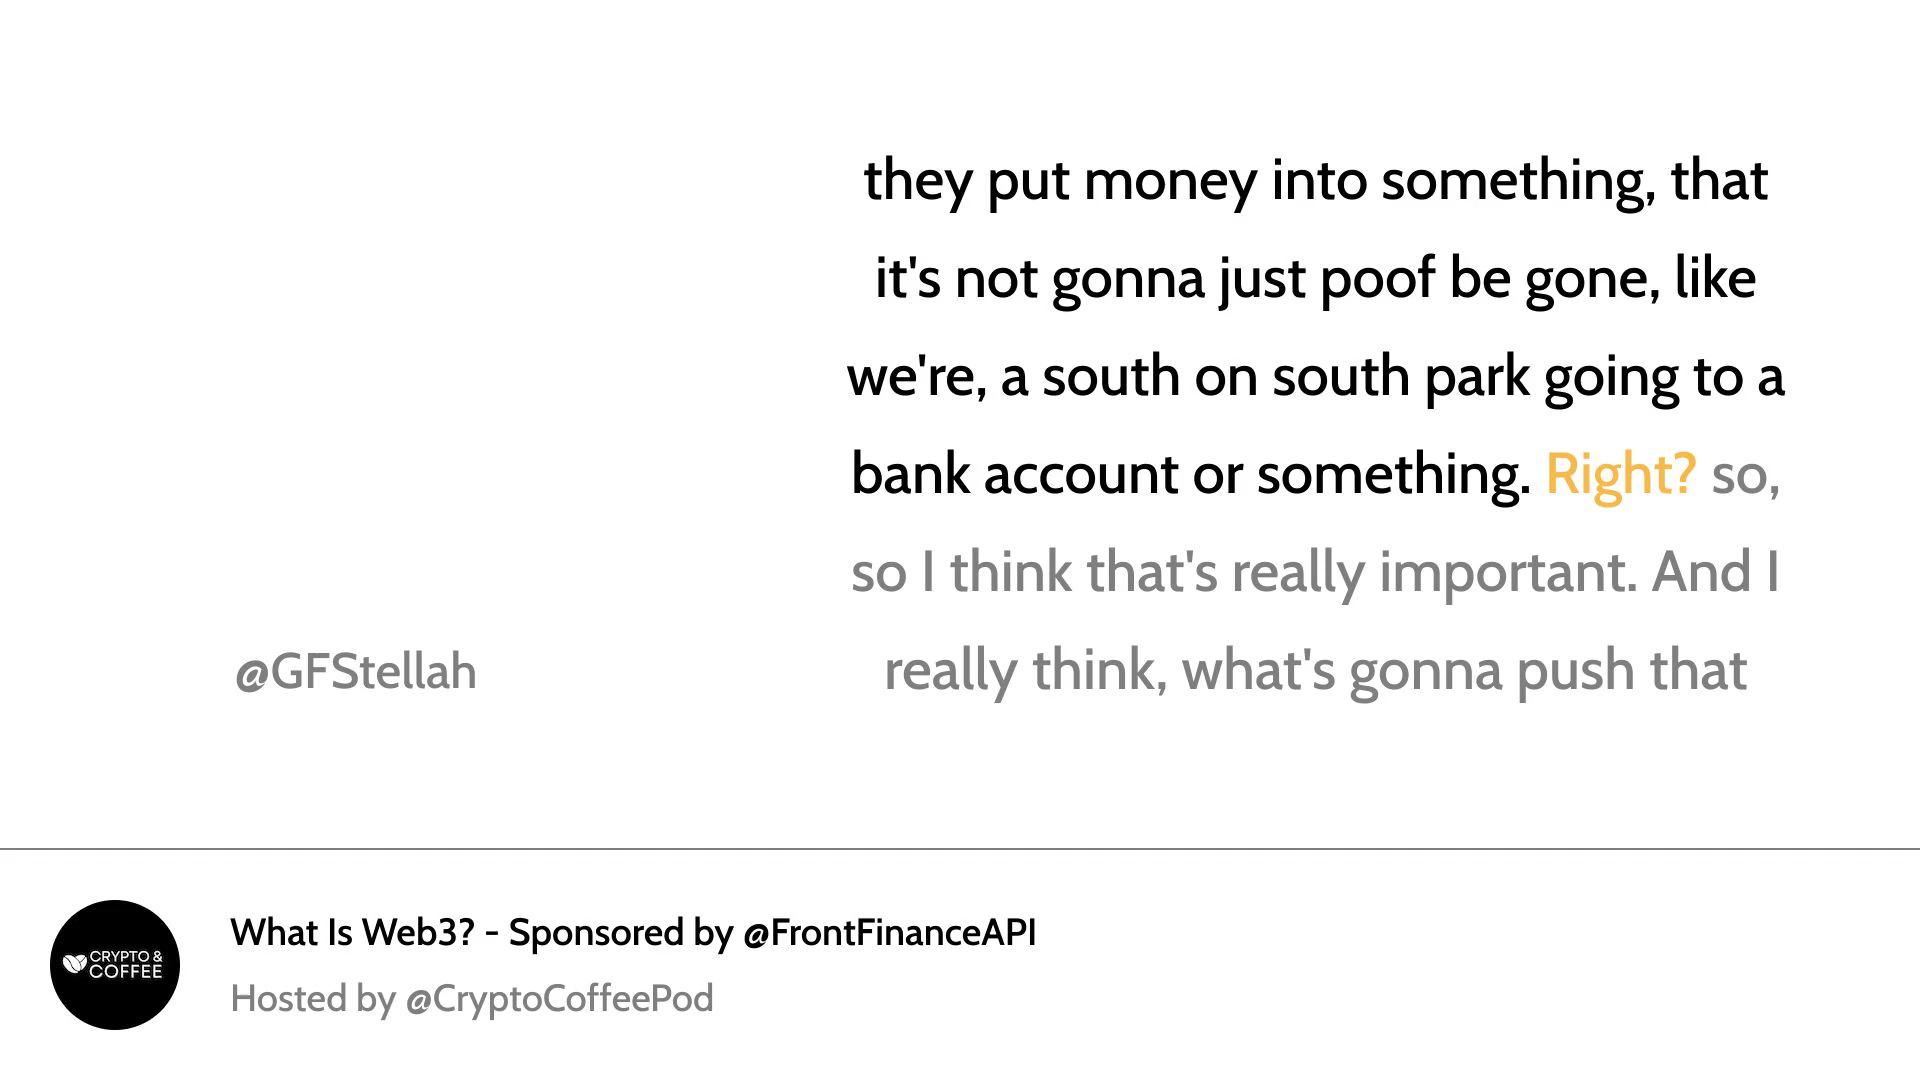 they put money into something, that
it's not gonna just poof be gone, like
we're, a south on south park going to a
bank account or something. Right? so,
so I think that's really important. And I
really think, what's gonna push that
@GFStellah
CRYPTO &
COFFEE
What Is Web3? - Sponsored by @FrontFinanceAPI
Hosted by @CryptoCoffeePod